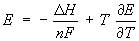 E = - ΔH/nF + T ∂E/∂T